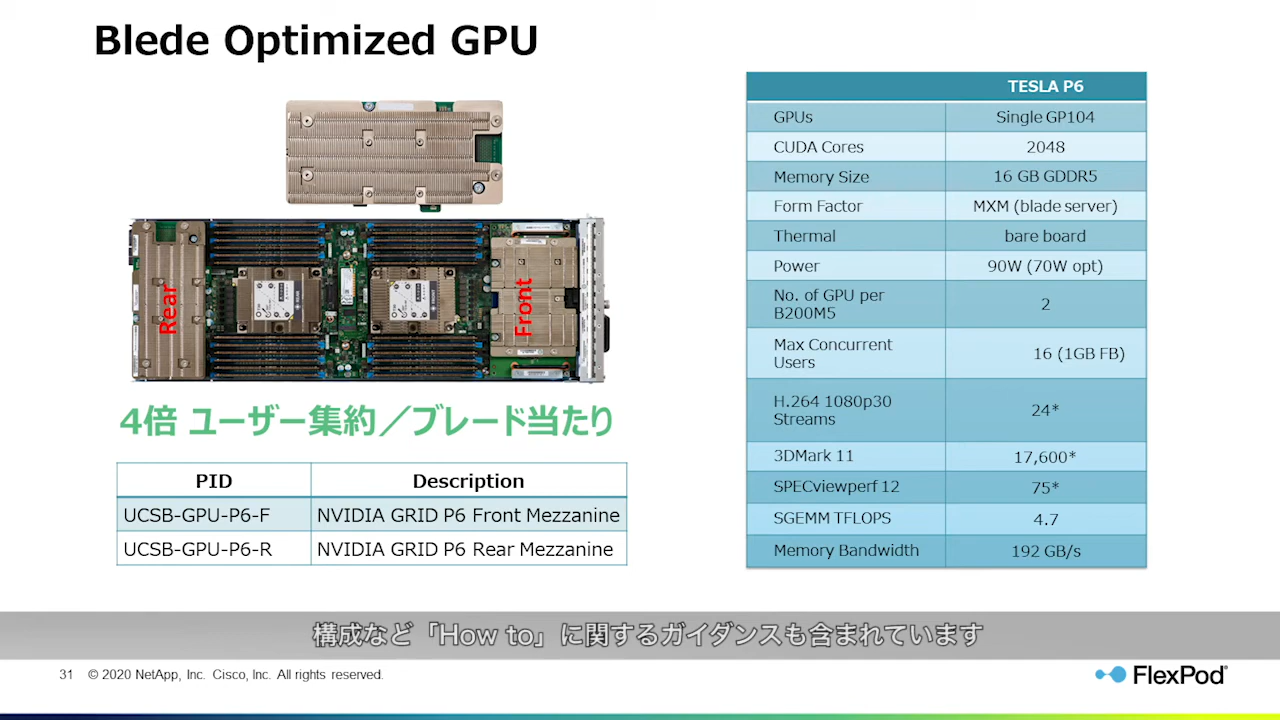 Blede Optimized GPU
Rear
Front
4倍 ユーザー集約／ブレード当たり
PID Description
UCSB-GPU-P6-F NVIDIA GRID P6 Front Mezzanine
UCSB-GPU-P6-R NVIDIA GRID P6 Rear Mezzanine
TESLA P6
GPUs Single GP104
CUDA Cores 2048
Memory Size 16 GB GDDR5
Form Factor MXM (blade server)
Thermal bare board
Power 90W (70W opt)
No. of GPU per
B200M5 2
Max Concurrent
Users 16 (1GB FB)
H.264 1080p30
Streams 24*
3DMark 11 17,600*
SPECviewperf 12 75*
SGEMM TFLOPS 4.7
Memory Bandwidth 192 GB/s
構成など「How to」に関するガイダンスも含まれています
31 © 2020 NetApp, Inc. Cisco, Inc. All rights reserved.
FlexPod